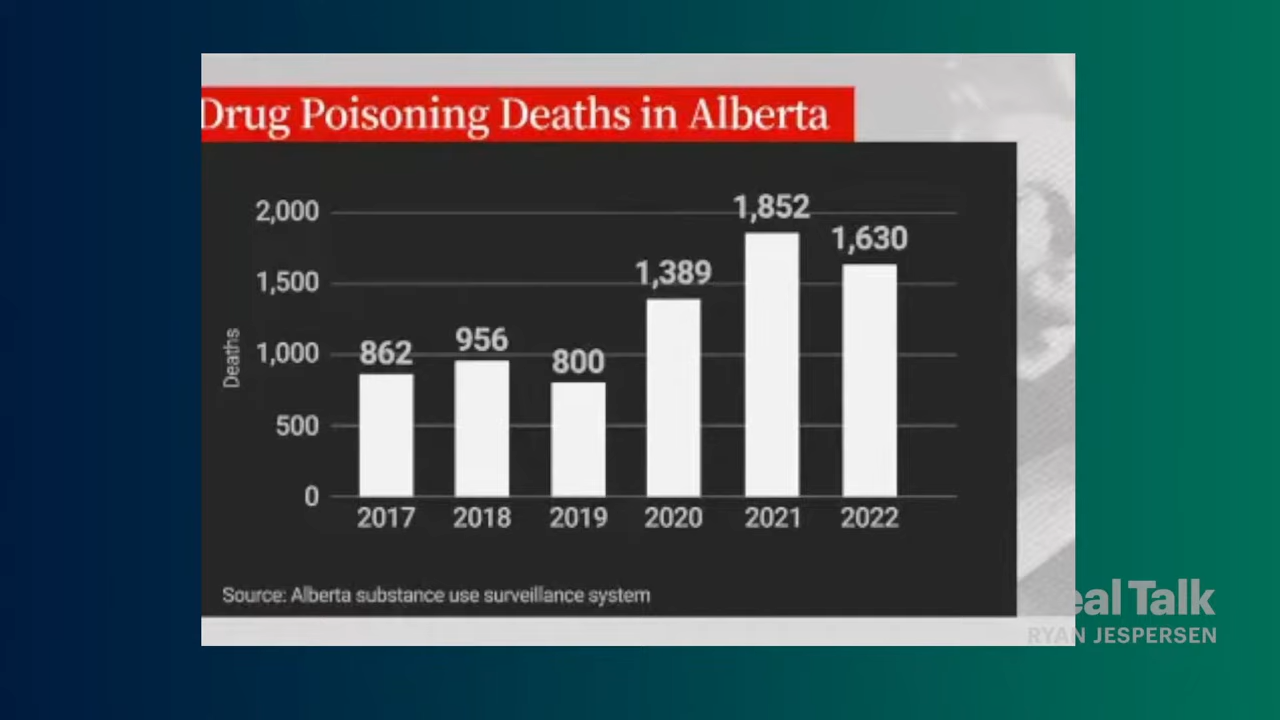 Drug Poisoning Deaths in Alberta
2,000
1,500
1,000
500
0
Deaths
862
956
800
1,389
1,852
1,630
2017 2018 2019 2020 2021 2022
Source: Alberta substance use surveillance system
eal Talk
RYAN JESPERSEN